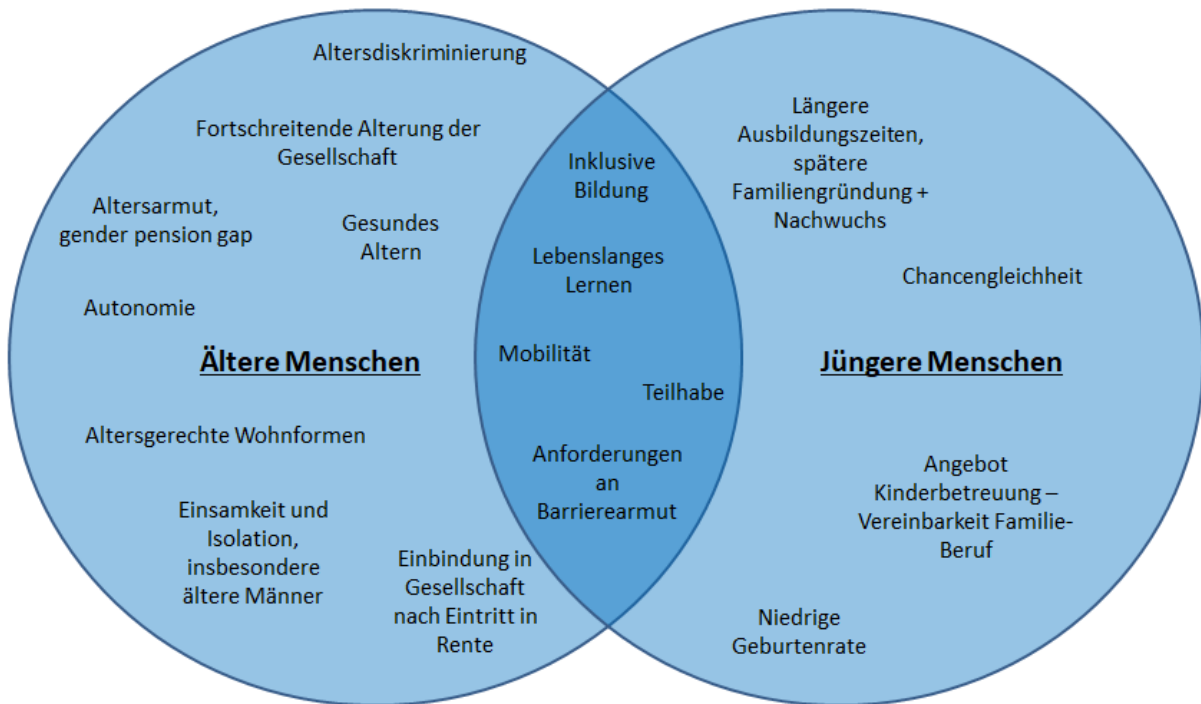 Altersdiskriminierung
Fortschreitende Alterung der
Gesellschaft
Altersarmut,
gender pension gap
Gesundes
Altern
Autonomie
Ältere Menschen
Altersgerechte Wohnformen
Einsamkeit und
Isolation,
insbesondere
ältere Männer
Einbindung in
Gesellschaft
nach Eintritt in
Rente
Inklusive
Bildung
Lebenslanges
Lernen
Mobilität
Teilhabe
Anforderungen
an
Barrierearmut
Längere
Ausbildungszeiten,
spätere
Familiengründung +
Nachwuchs
Chancengleichheit
Jüngere Menschen
Angebot
Kinderbetreuung –
Vereinbarkeit Familie-
Beruf
Niedrige
Geburtenrate